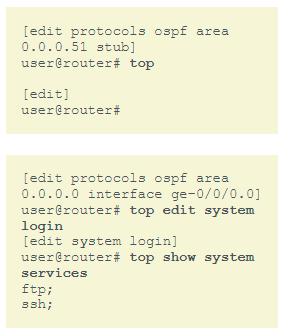 [edit protocols ospf area
0.0.0.51 stub]
user@router# top
[edit]
user@router#
[edit protocols ospf area
0.0.0.0 interface ge-0/0/0.0]
user@router# top edit system
login
[edit system login]
user@router# top show system
services
ftp;
ssh;